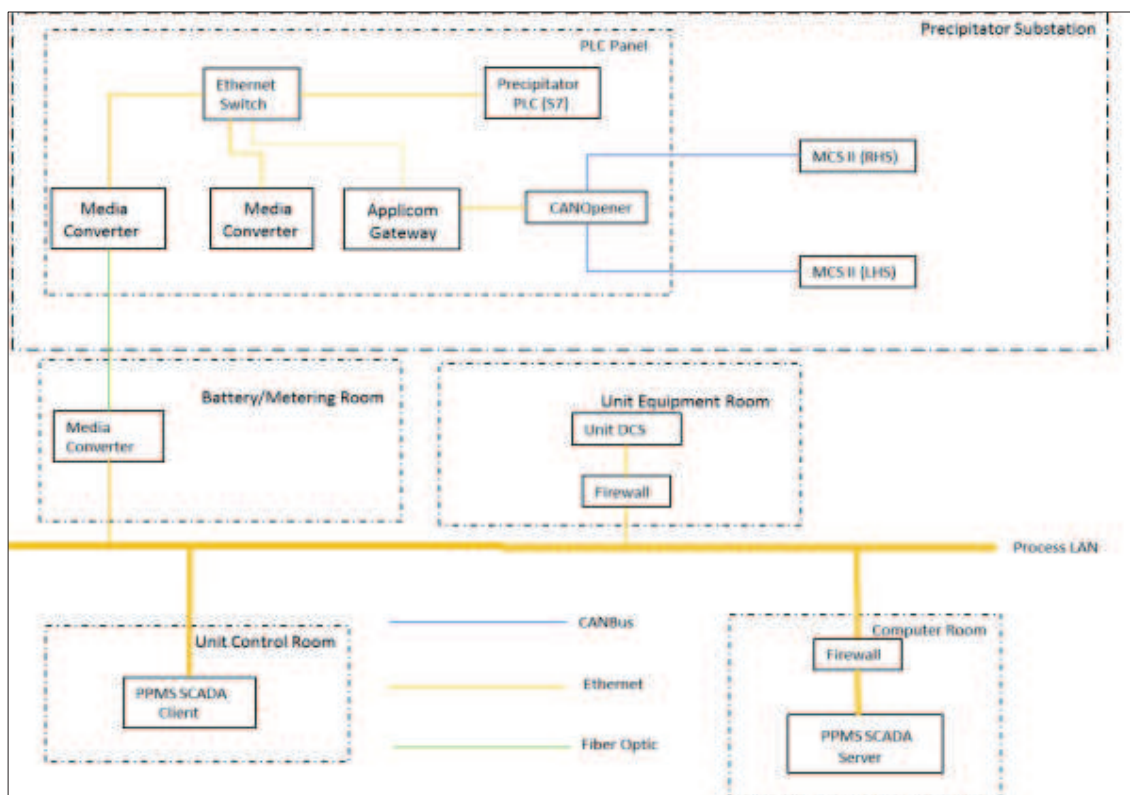 Precipitator Substation
PLC Panel
Ethernet
Switch
Precipitator
PLC (S7)
MCS II (RHS)
Media
Converter
Media
Converter
Applicom
Gateway
CANOpener
MCS II (LHS)
Battery/Metering Room
Unit Equipment Room
Media
Converter
Unit DCS
Firewall
Process LAN
CANBus
Unit Control Room
Computer Room
Firewall
PPMS SCADA
Client
Ethernet
PPMS SCADA
Server
Fiber Optic